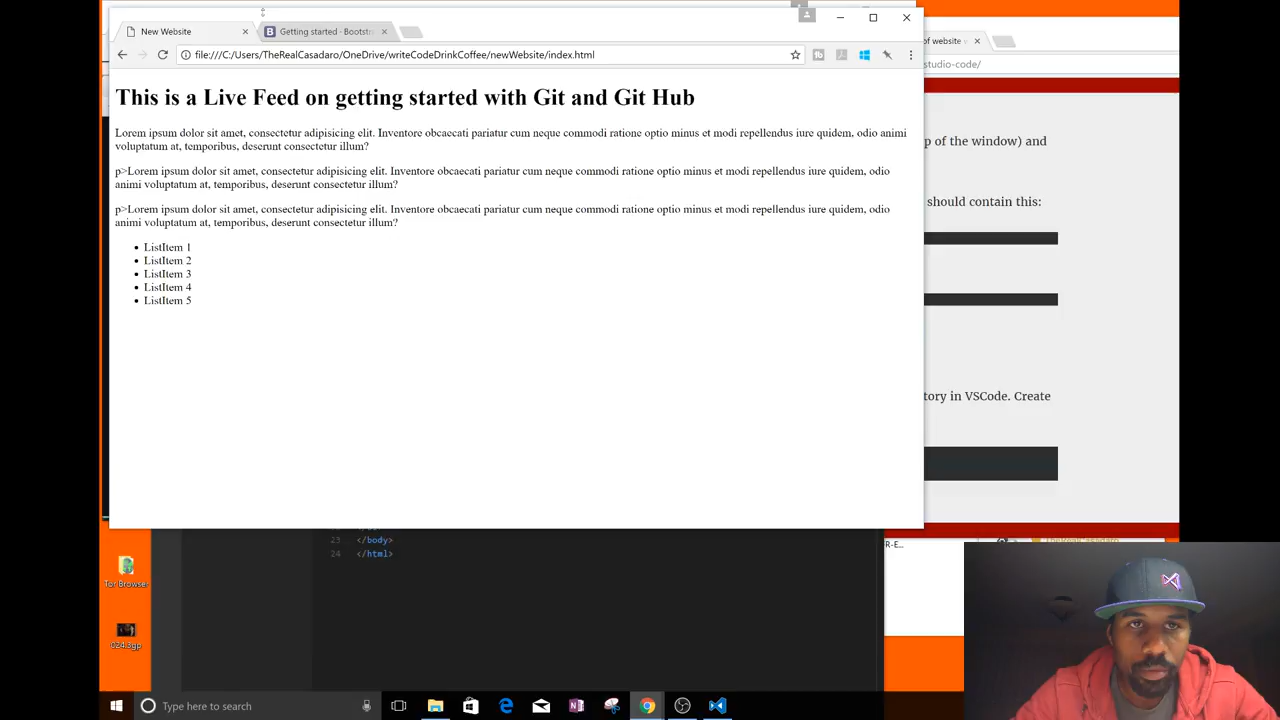 New Website
Getting started · Bootstr
of website
file:///C:/Users/TheRealCasadaro/OneDrive/writeCodeDrinkCoffee/newWebsite/index.html
studio-code/
This is a Live Feed on getting started with Git and Git Hub
Lorem ipsum dolor sit amet, consectetur adipisicing elit. Inventore obcaecati pariatur cum neque commodi ratione optio minus et modi repellendus iure quidem, odio animi
voluptatum at, temporibus, deserunt consectetur illum?
p>Lorem ipsum dolor sit amet, consectetur adipisicing elit. Inventore obcaecati pariatur cum neque commodi ratione optio minus et modi repellendus iure quidem, odio
animi voluptatum at, temporibus, deserunt consectetur illum?
p>Lorem ipsum dolor sit amet, consectetur adipisicing elit. Inventore obcaecati pariatur cum neque commodi ratione optio minus et modi repellendus iure quidem, odio
animi voluptatum at, temporibus, deserunt consectetur illum?
• ListItem 1
• ListItem 2
• ListItem 3
• ListItem 4
• ListItem 5
p of the window) and
should contain this:
tory in VSCode. Create
23 </body>
24 </html>
R-E...
Tor Browser
024.3gp
Type here to search